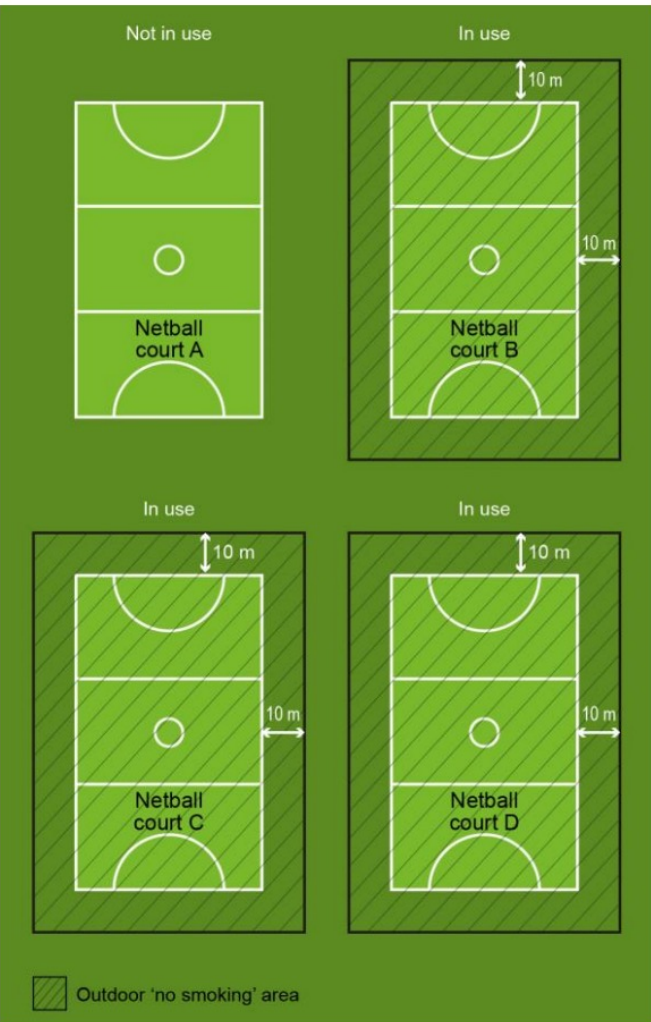 Not in use
In use
10 m
10 m
Netball
court A
Netball
court B
In use
In use
10 m
10 m
10 m
10 m
Netball
court C
Netball
court D
Outdoor ‘no smoking’ area